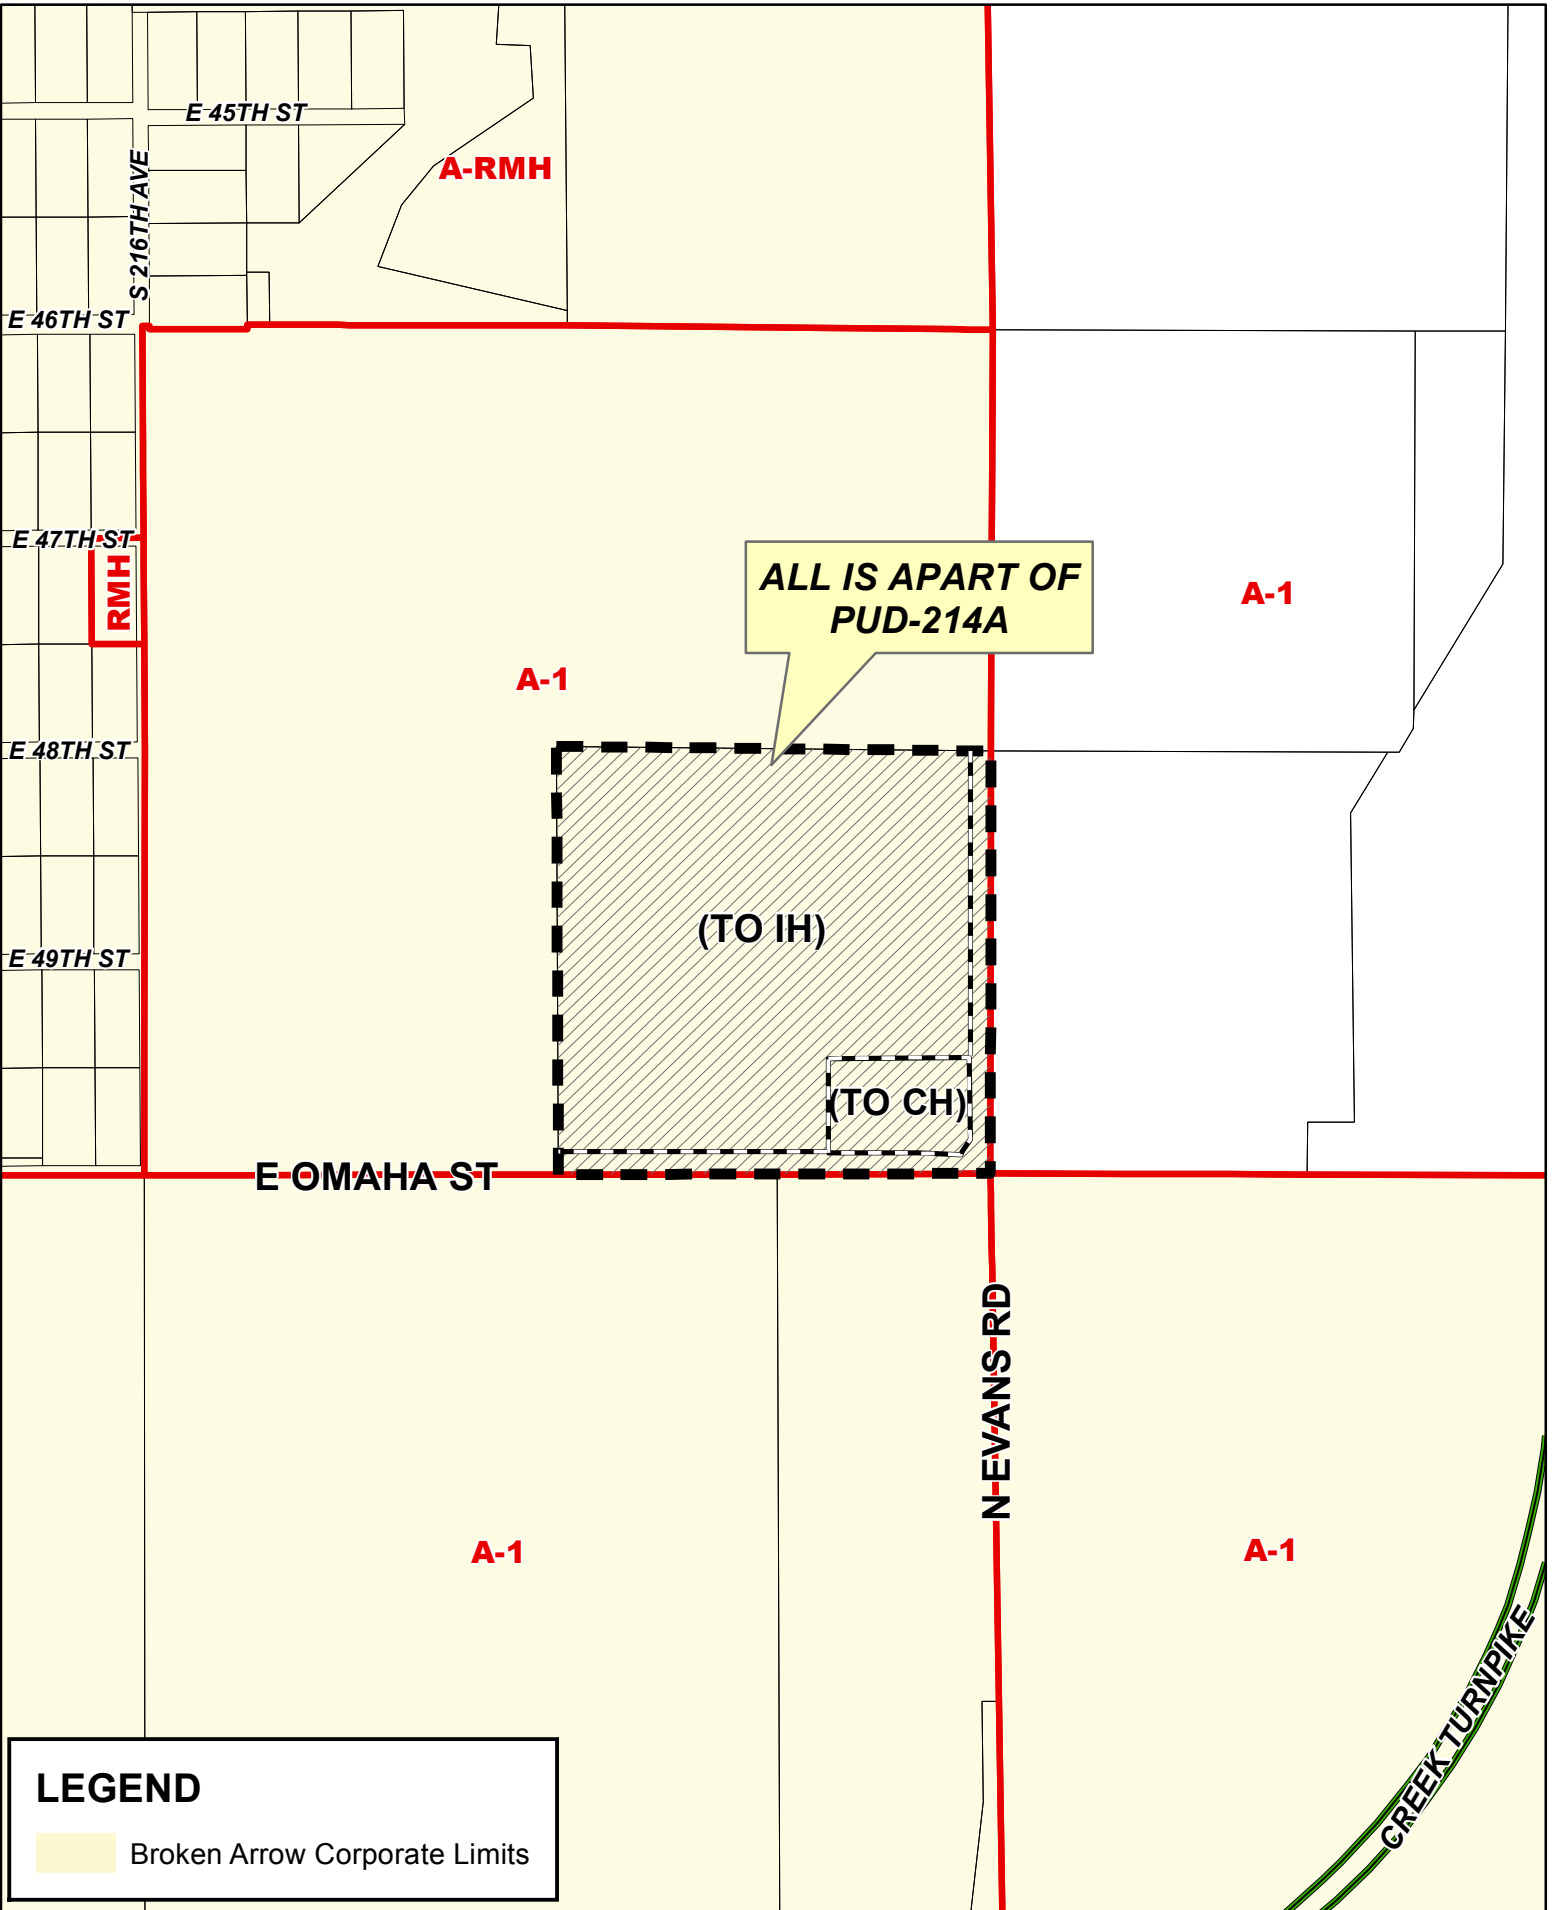 E 45TH ST
A-RMH
S 216TH AVE
E 46TH ST
E 47TH ST
RMH
ALL IS APART OF
PUD-214A
A-1
A-1
E 48TH ST
(TO IH)
E 49TH ST
(TO CH)
E OMAHA ST
N EVANS RD
A-1
A-1
CREEK TURNPIKE
LEGEND
Broken Arrow Corporate Limits